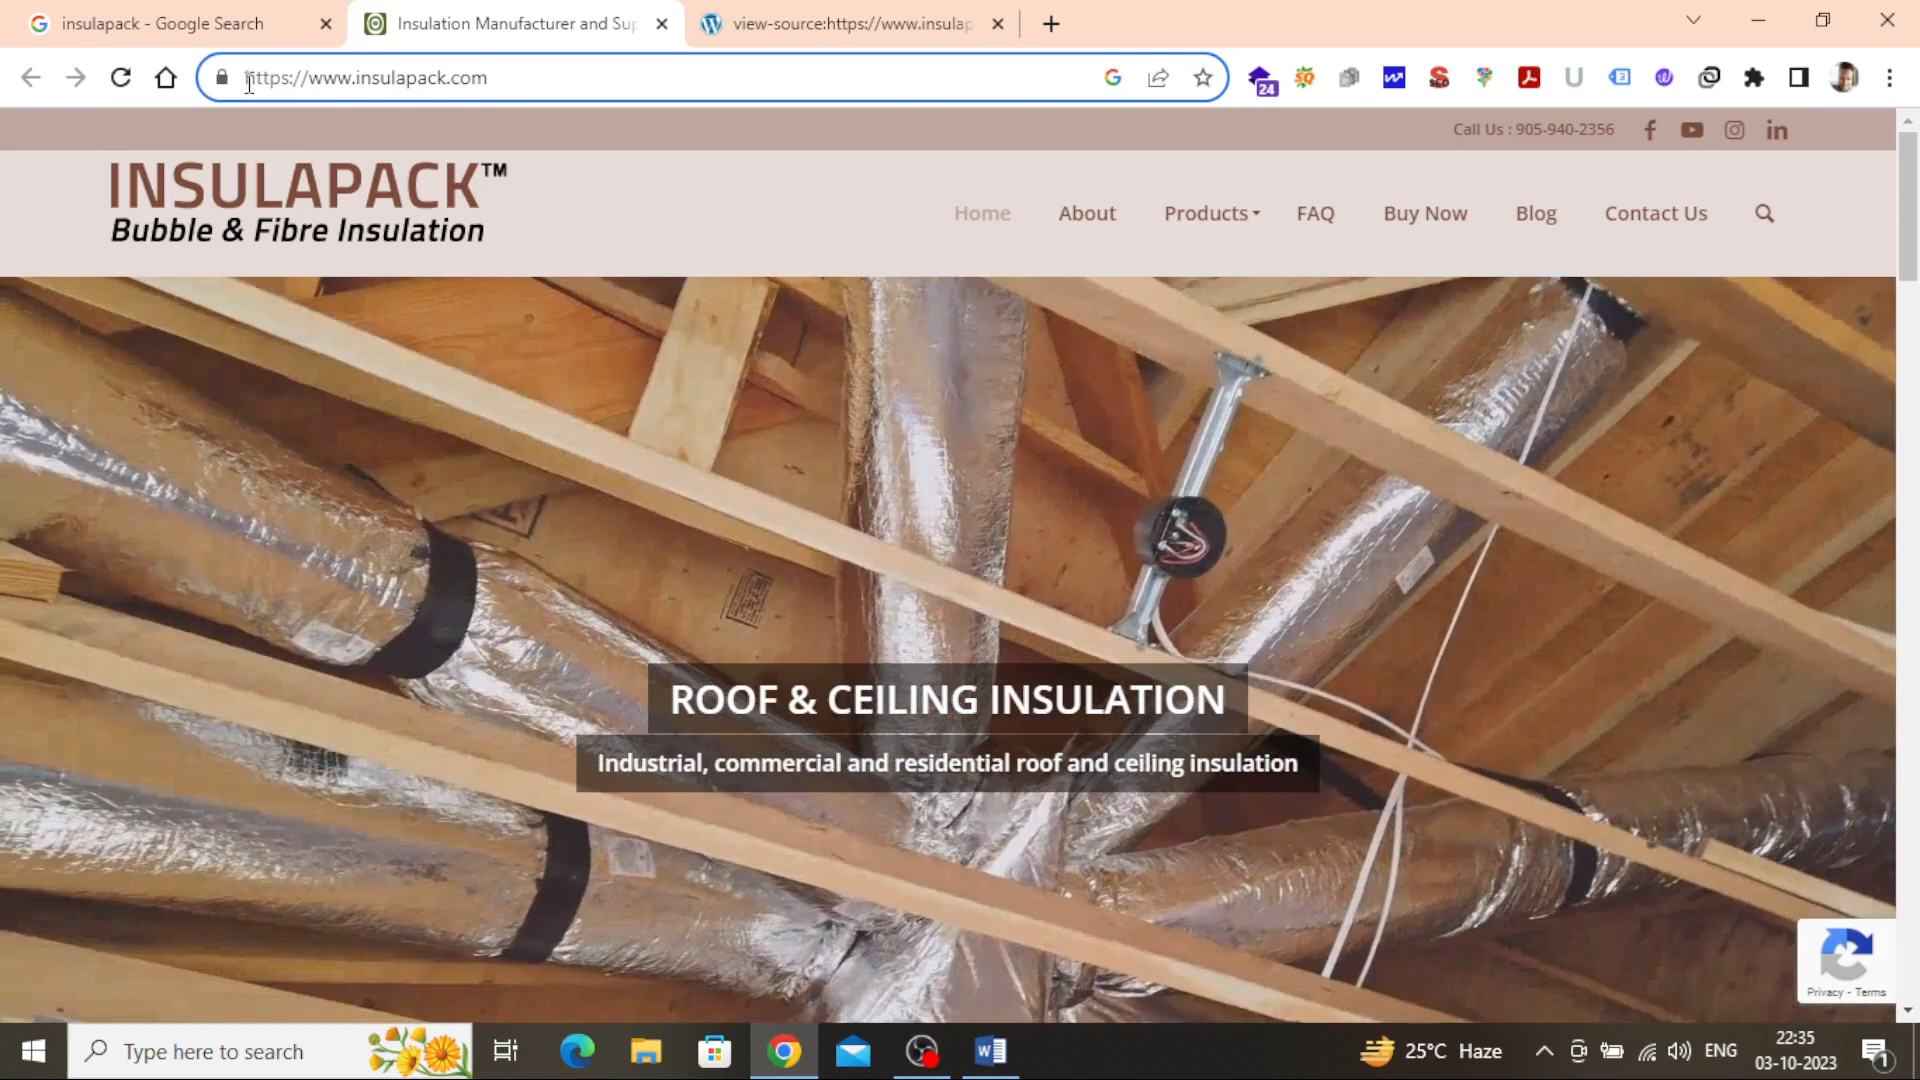 insulapack - Google Search
Insulation Manufacturer and Sup
view-source:https://www.insulap
https://www.insulapack.com
24
Call Us : 905-940-2356
INSULAPACK™
Bubble & Fibre Insulation
Home
About
Products
FAQ
Buy Now
Blog
Contact Us
ROOF & CEILING INSULATION
Industrial, commercial and residential roof and ceiling insulation
Privacy - Terms
Type here to search
25°C Haze
ENG
22:35
03-10-2023
1